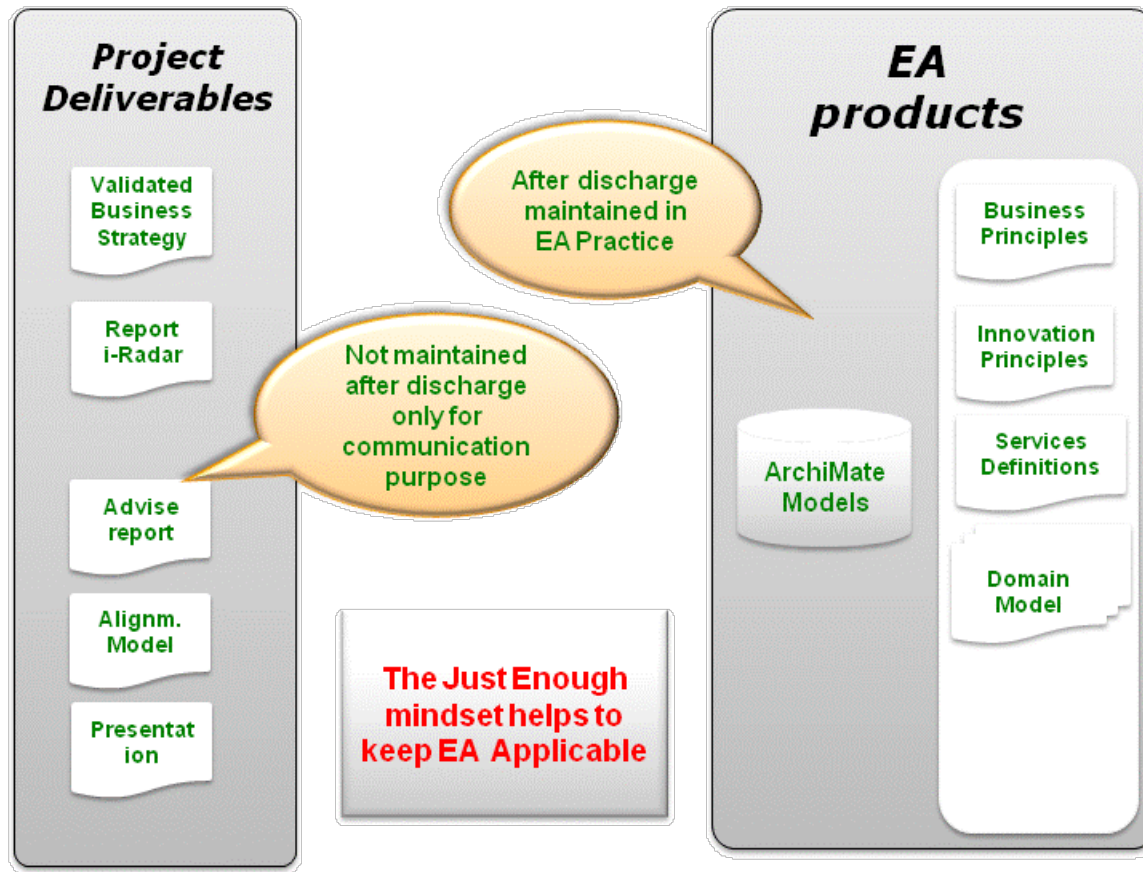 Project
Deliverables
Validated
Business
Strategy
Report
i-Radar
Advise
report
Alignm.
Model
Presentat
ion
Not maintained
after discharge
only for
communication
purpose
After discharge
maintained in
EA Practice
The Just Enough
mindset helps to
keep EA Applicable
EA
products
ArchiMate
Models
Business
Principles
Innovation
Principles
Services
Definitions
Domain
Model